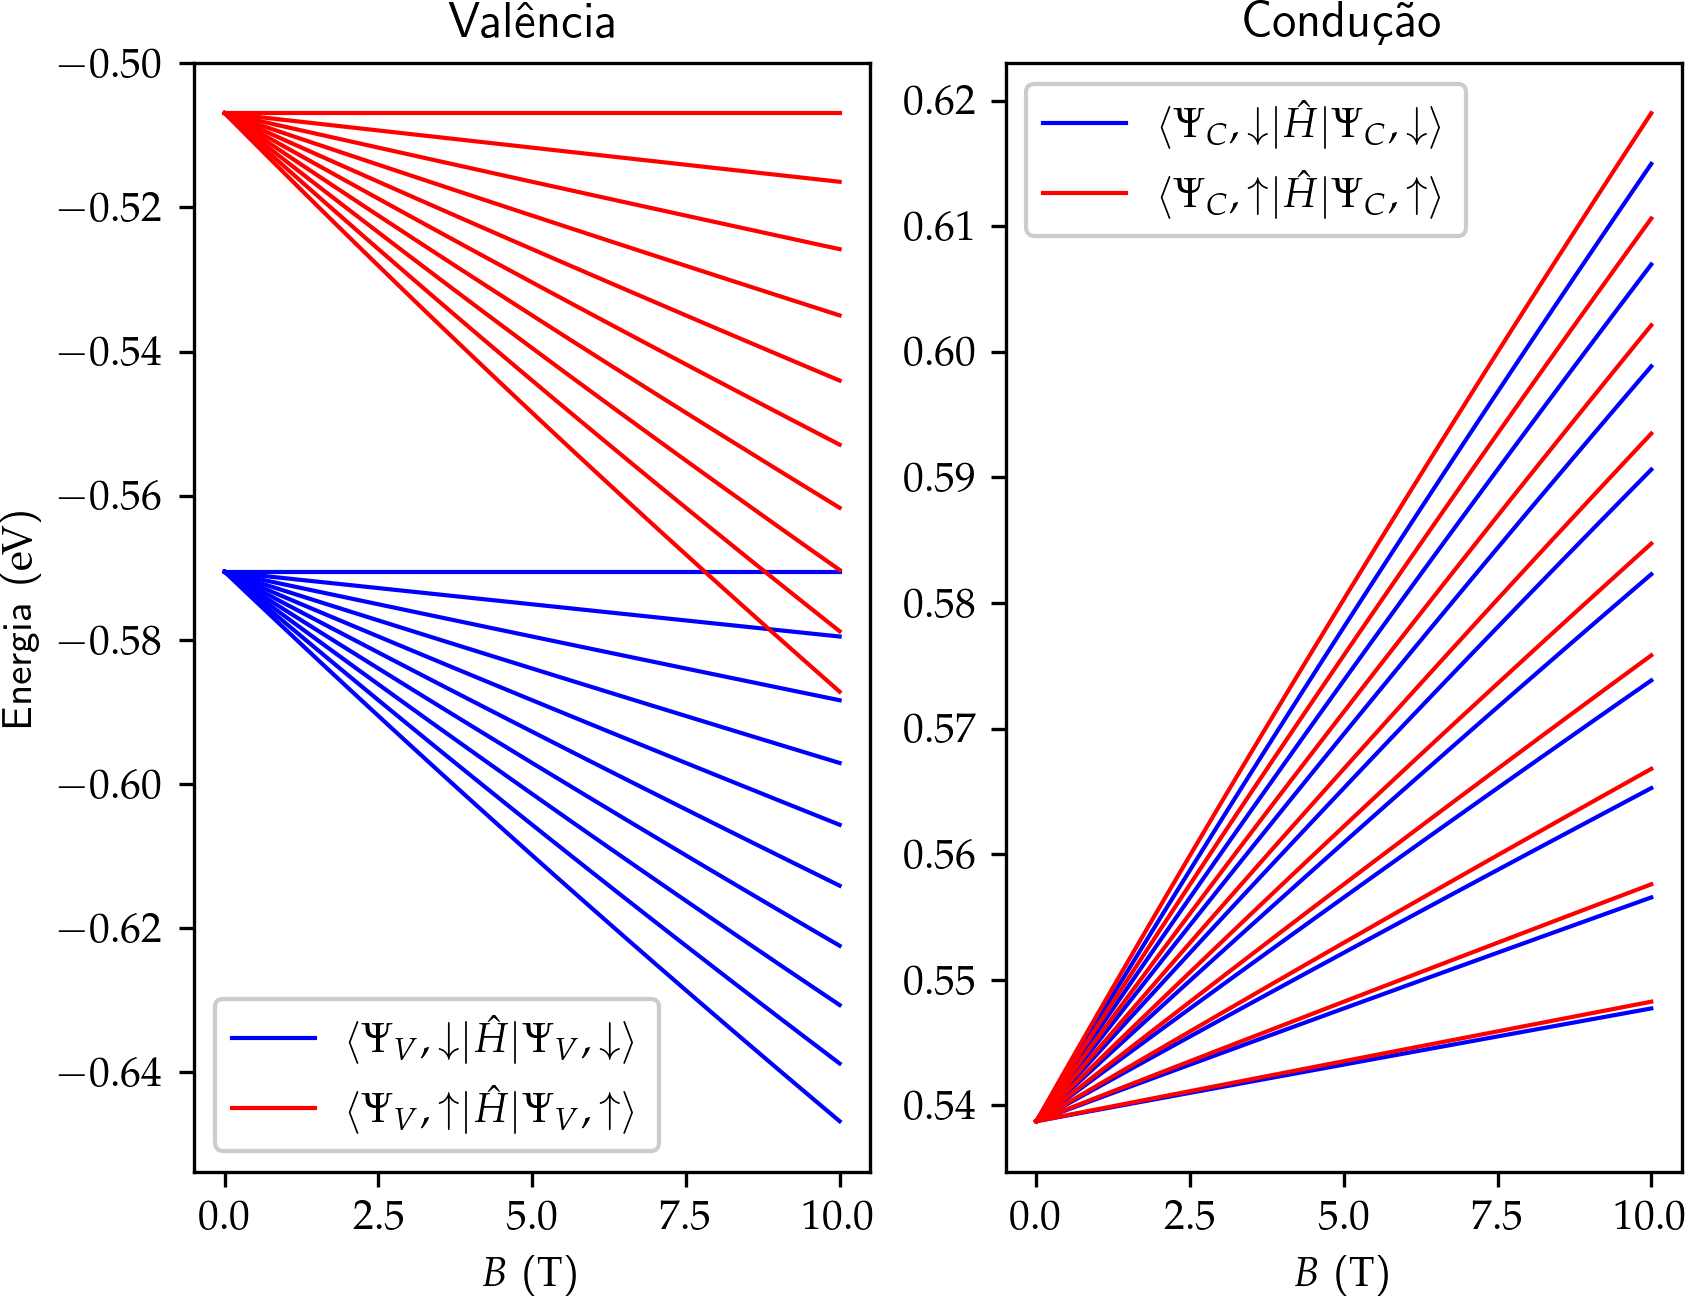 Valência
Condução
Energia (eV)
−0.50
−0.52
−0.54
−0.56
−0.58
−0.60
−0.62
−0.64
⟨Ψ_V,↓|Ĥ|Ψ_V,↓⟩
⟨Ψ_V,↑|Ĥ|Ψ_V,↑⟩
0.0 2.5 5.0 7.5 10.0
B (T)
0.62
0.61
0.60
0.59
0.58
0.57
0.56
0.55
0.54
⟨Ψ_C,↓|Ĥ|Ψ_C,↓⟩
⟨Ψ_C,↑|Ĥ|Ψ_C,↑⟩
0.0 2.5 5.0 7.5 10.0
B (T)